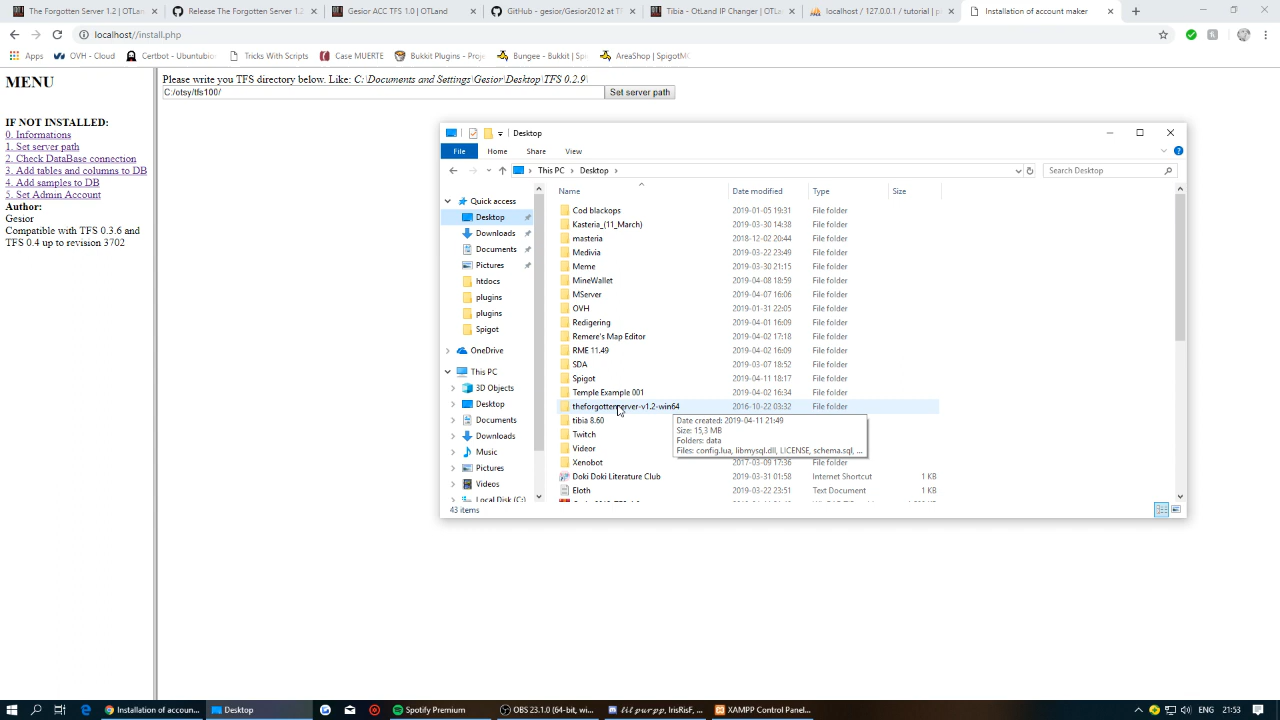 The Forgotten Server 1.2 | OTLand
Release The Forgotten Server 1.2
Gesior ACC TFS 1.0 | OTLand
GitHub - gesior/Gesior2012 at TF
Tibia - OtLand IP Changer | OTLan
localhost / 127.0.0.1 / tutorial | p
Installation of account maker
localhost//install.php
Apps
OVH - Cloud
Certbot - Ubuntubio
Tricks With Scripts
Case MUERTE
Bukkit Plugins - Proje
Bungee - Bukkit | Spi
AreaShop | SpigotMC
MENU
IF NOT INSTALLED:
0. Informations
1. Set server path
2. Check DataBase connection
3. Add tables and columns to DB
4. Add samples to DB
5. Set Admin Account
Author:
Gesior
Compatible with TFS 0.3.6 and
TFS 0.4 up to revision 3702
Please write you TFS directory below. Like: C:\Documents and Settings\Gesior\Desktop\TFS 0.2.9\
C:/otsy/tfs100/
Set server path
Desktop
File
Home
Share
View
This PC
Desktop
Search Desktop
Quick access
Desktop
Downloads
Documents
Pictures
htdocs
plugins
plugins
Spigot
OneDrive
This PC
3D Objects
Desktop
Documents
Downloads
Music
Pictures
Videos
Local Disk (C:)
Name Date modified Type Size
Cod blackops 2019-01-05 19:31 File folder
Kasteria_(11_March) 2019-03-30 14:38 File folder
masteria 2018-12-02 20:44 File folder
Medivia 2019-03-22 23:49 File folder
Meme 2019-03-30 21:15 File folder
MineWallet 2019-04-08 18:59 File folder
MServer 2019-04-07 16:06 File folder
OVH 2019-01-31 22:05 File folder
Redigering 2019-04-01 16:09 File folder
Remere's Map Editor 2019-04-02 17:18 File folder
RME 11.49 2019-04-02 16:09 File folder
SDA 2019-03-07 18:52 File folder
Spigot 2019-04-11 18:17 File folder
Temple Example 001 2019-04-02 16:34 File folder
theforgottenserver-v1.2-win64 2016-10-22 03:32 File folder
tibia 8.60
Twitch
Videor
Xenobot 2017-03-09 17:36 File folder
Doki Doki Literature Club 2019-03-31 01:58 Internet Shortcut 1 KB
Eloth 2019-03-22 23:51 Text Document 1 KB
Date created: 2019-04-11 21:49
Size: 15,3 MB
Folders: data
Files: config.lua, libmysql.dll, LICENSE, schema.sql, ...
43 items
Installation of accoun...
Desktop
Spotify Premium
OBS 23.1.0 (64-bit, wi...
lil purpp, IrisRisF, ...
XAMPP Control Panel...
ENG
21:53